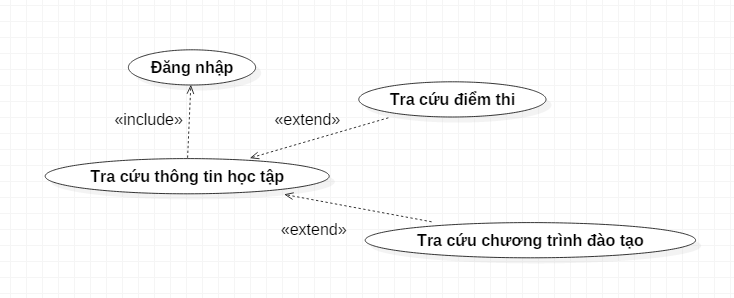 Đăng nhập
Tra cứu điểm thi
«include»
«extend»
Tra cứu thông tin học tập
«extend»
Tra cứu chương trình đào tạo